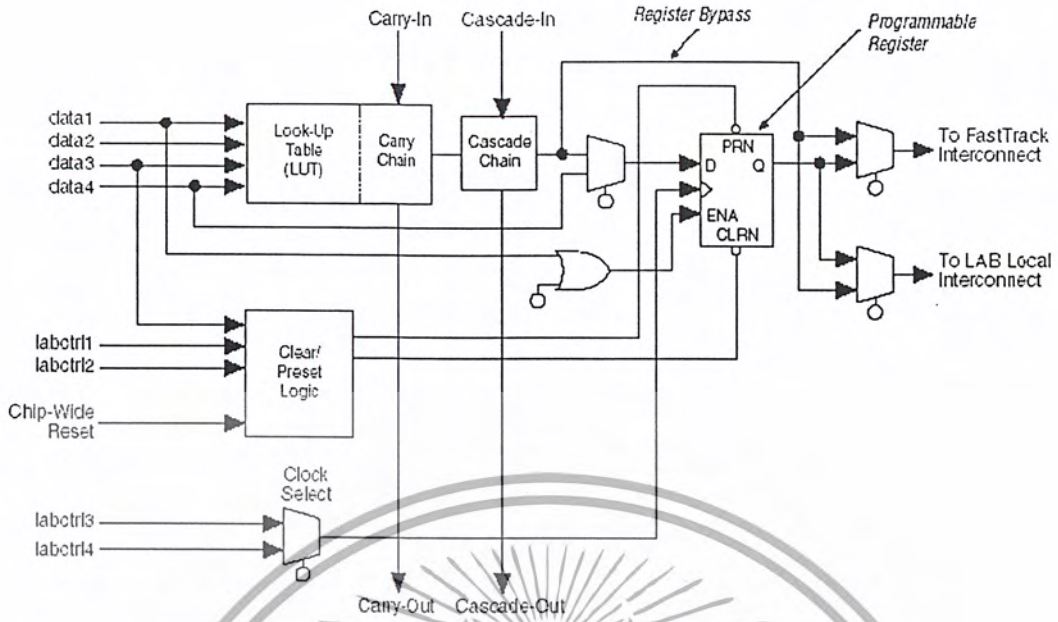 Carry-In
Cascade-In
Register Bypass
Programmable
Register
data1
data2
data3
data4
Look-Up
Table
(LUT)
Carry
Chain
Cascade
Chain
PRN
D
Q
ENA
CLRN
To FastTrack
Interconnect
To LAB Local
Interconnect
labctrl1
labctrl2
Clear/
Preset
Logic
Chip-Wide
Reset
Clock
Select
labctrl3
labctrl4
Carry-Out
Cascade-Out